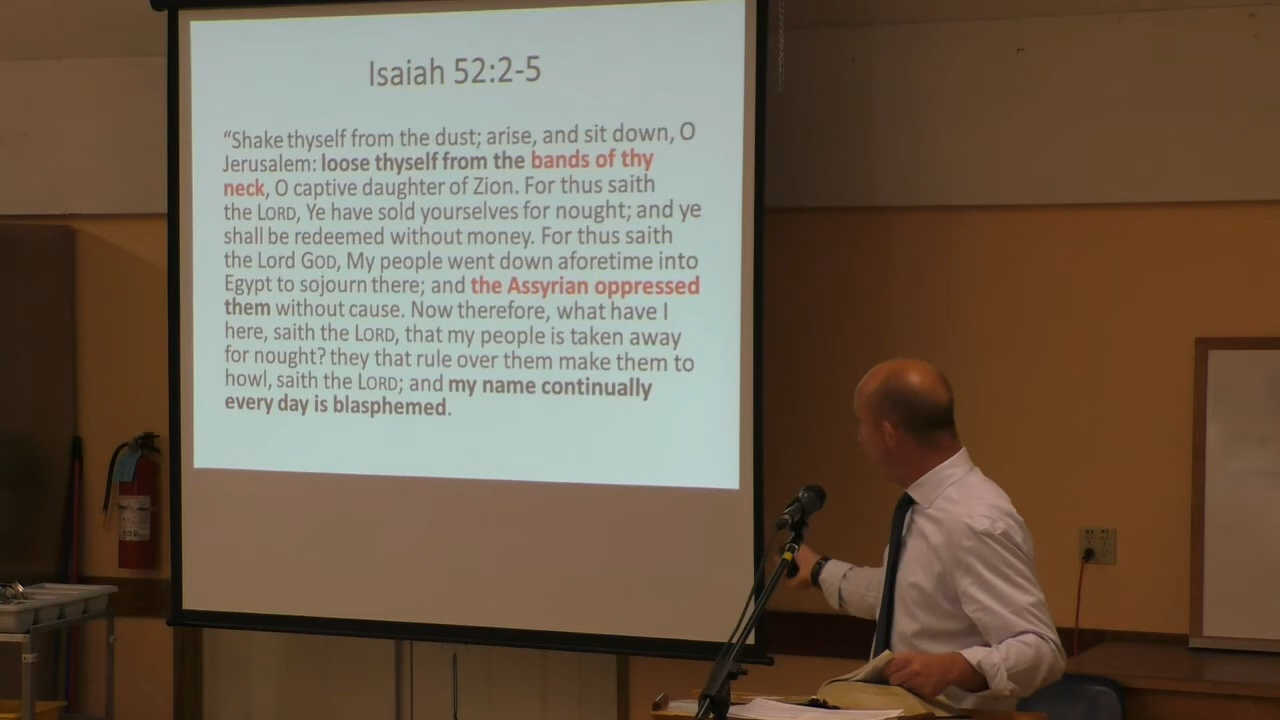 Isaiah 52:2-5
“Shake thyself from the dust; arise, and sit down, O
Jerusalem: loose thyself from the bands of thy
neck, O captive daughter of Zion. For thus saith
the LORD, Ye have sold yourselves for nought; and ye
shall be redeemed without money. For thus saith
the Lord GOD, My people went down aforetime into
Egypt to sojourn there; and the Assyrian oppressed
them without cause. Now therefore, what have I
here, saith the LORD, that my people is taken away
for nought? they that rule over them make them to
howl, saith the LORD; and my name continually
every day is blasphemed.